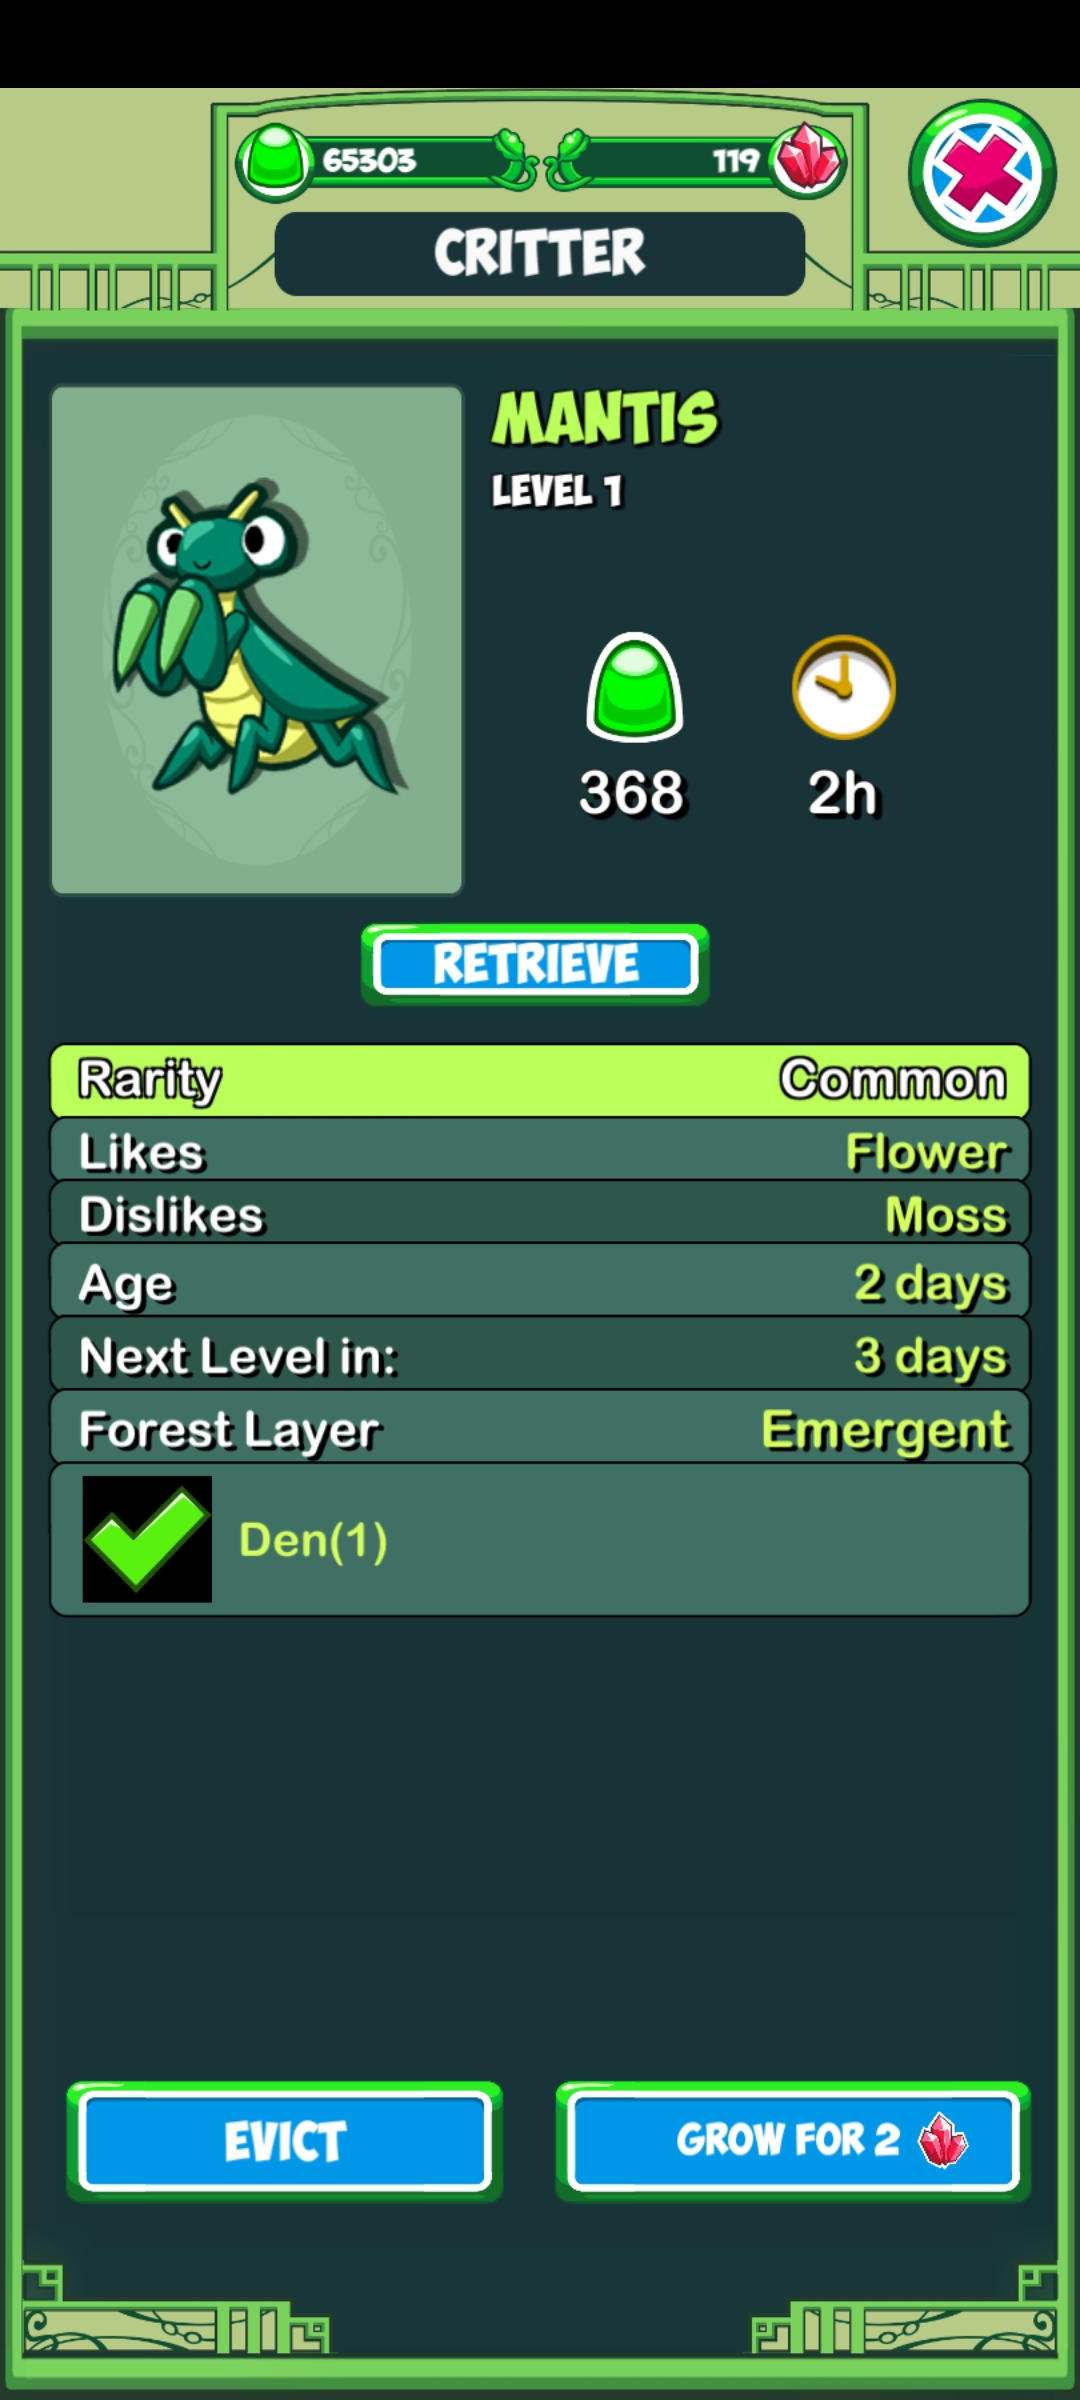 65303 119
CRITTER
MANTIS
LEVEL 1
368 2h
RETRIEVE
Rarity Common
Likes Flower
Dislikes Moss
Age 2 days
Next Level in: 3 days
Forest Layer Emergent
Den(1)
EVICT GROW FOR 2